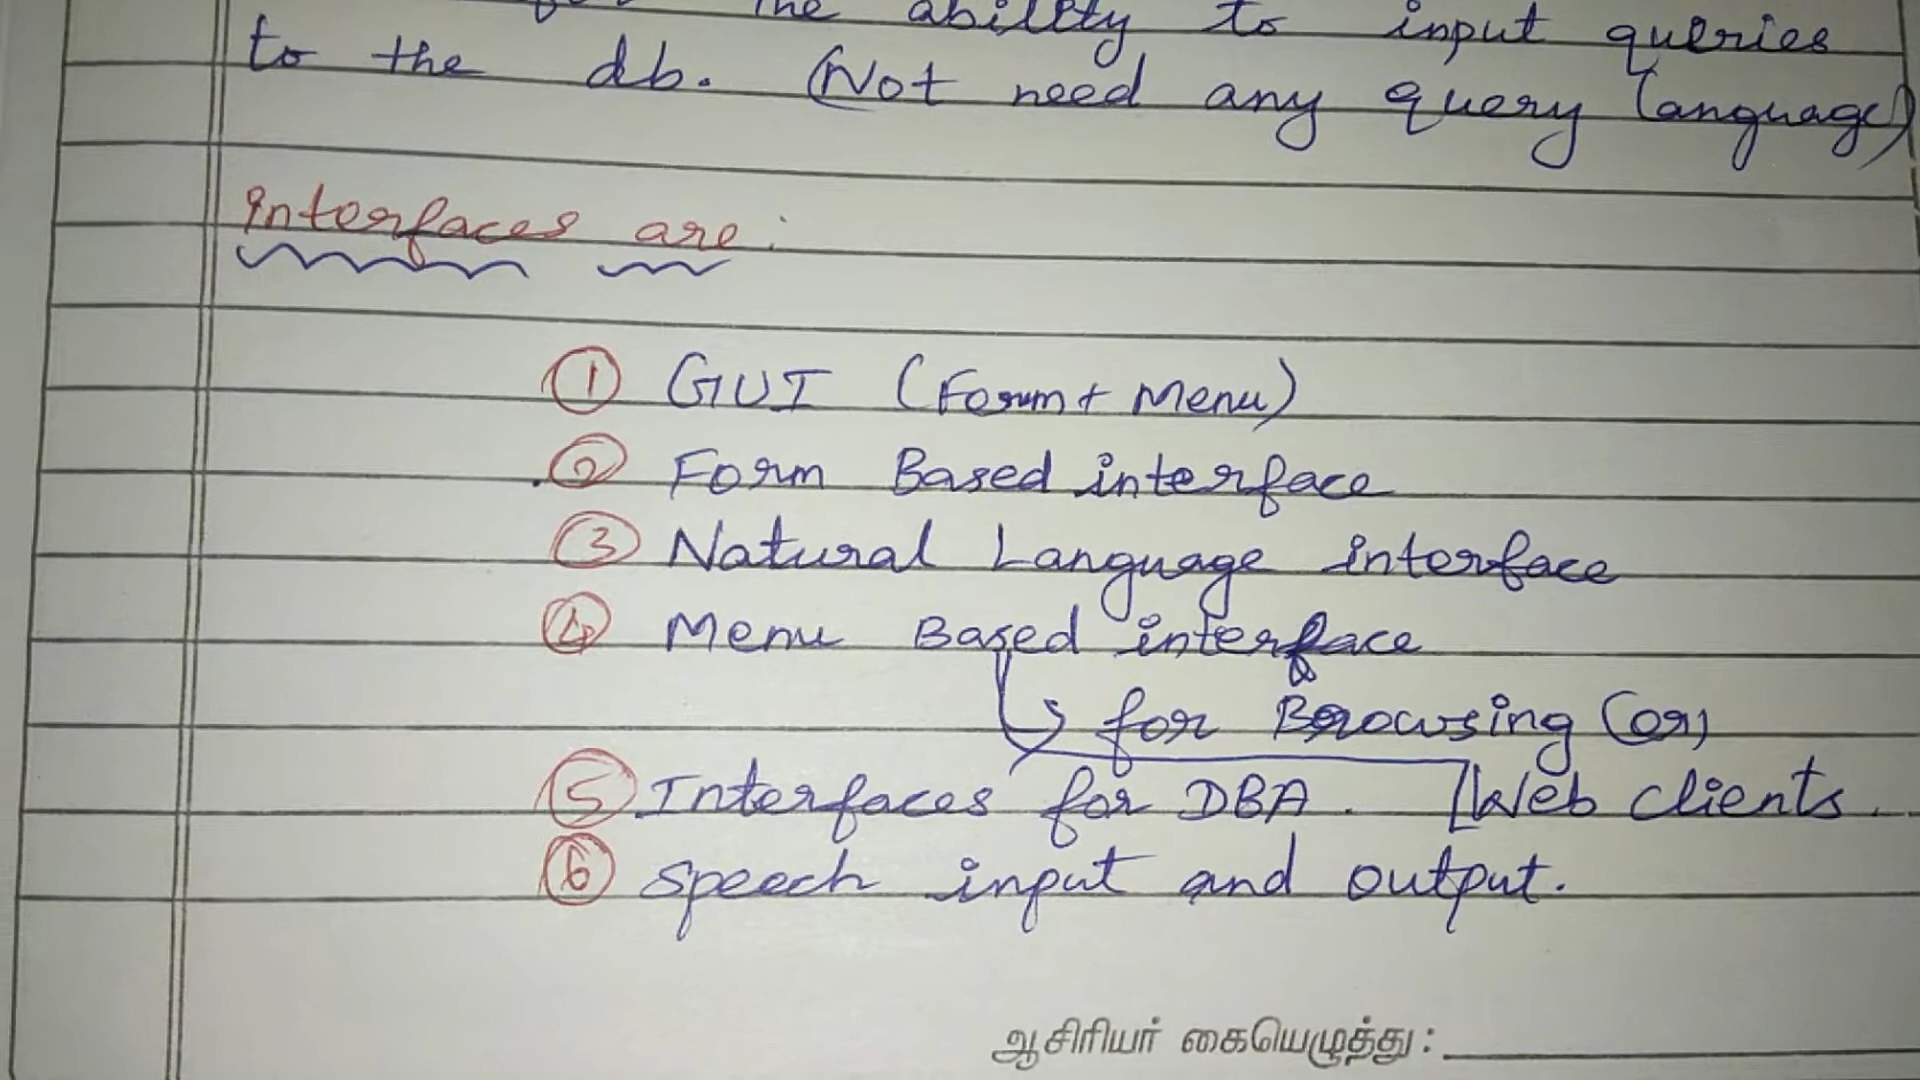 the ability to input queries
to the db. (Not need any query language)
Interfaces are:
① GUI (Form + Menu)
② Form Based interface
③ Natural Language interface
④ Menu Based interface
for Browsing (or)
⑤ Interfaces for DBA. [Web clients.
⑥ speech input and output.
ஆசிரியர் கையெழுத்து: